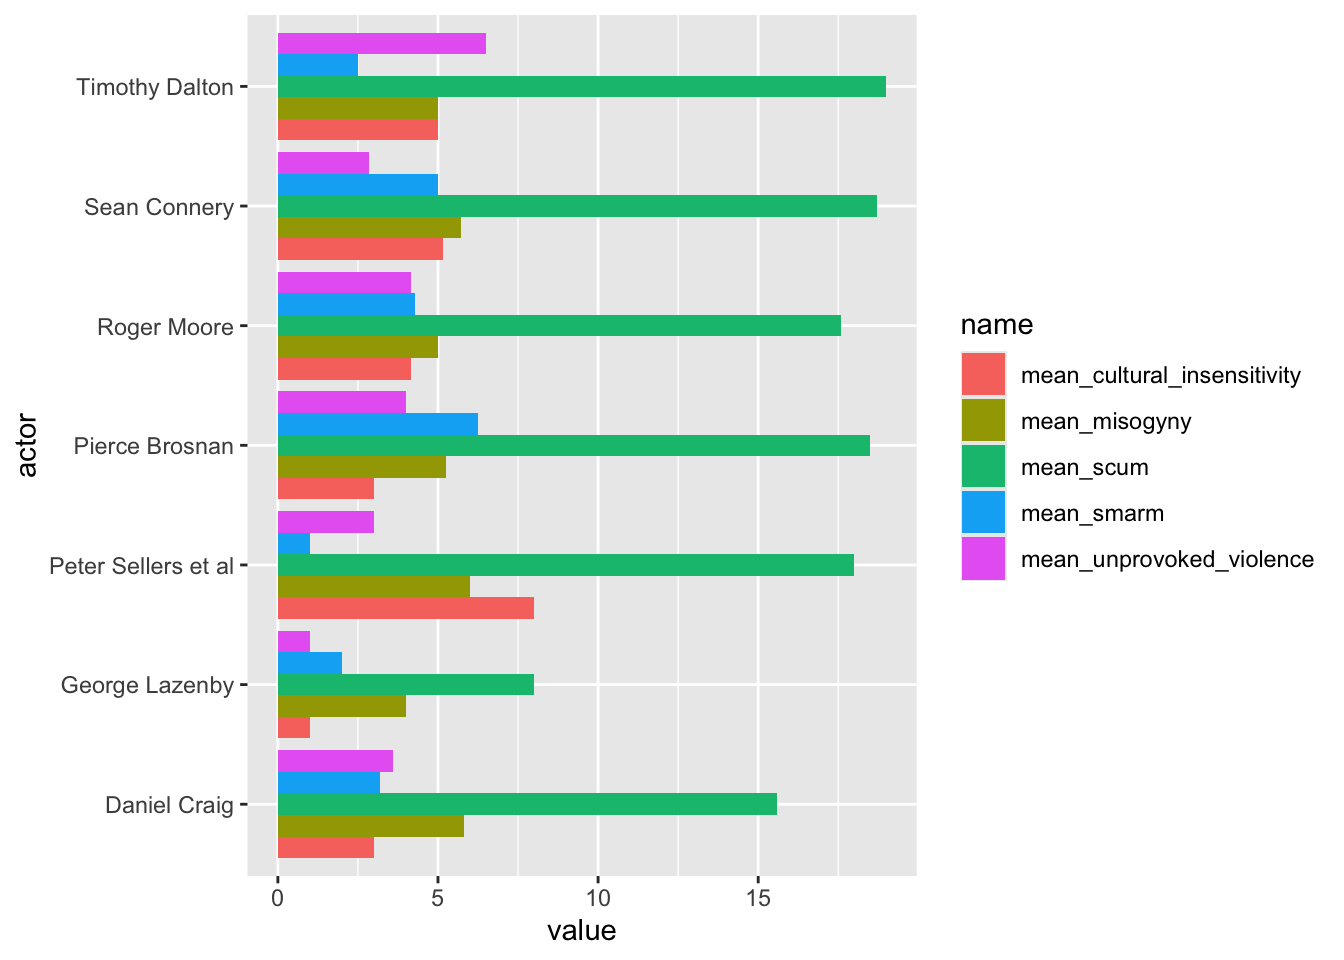 Timothy Dalton
Sean Connery
Roger Moore
Pierce Brosnan
Peter Sellers et al
George Lazenby
Daniel Craig
actor
0 5 10 15
value
name
mean_cultural_insensitivity
mean_misogyny
mean_scum
mean_smarm
mean_unprovoked_violence